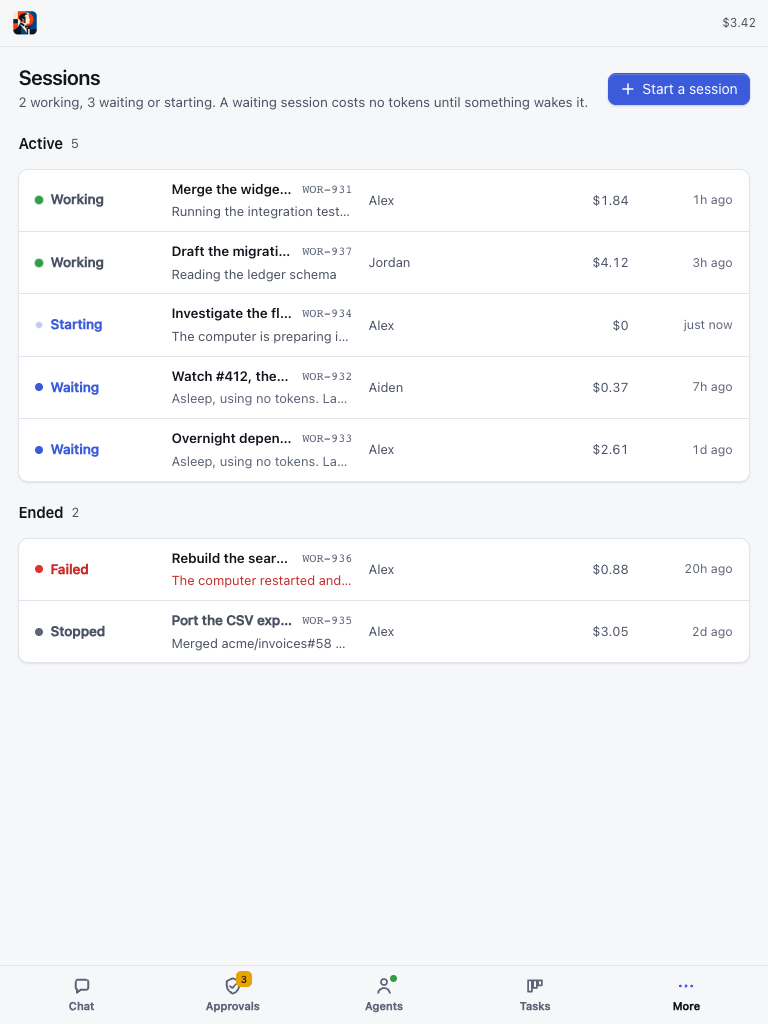 $3.42
Sessions
2 working, 3 waiting or starting. A waiting session costs no tokens until something wakes it.
+ Start a session
Active 5
Working
Merge the widge... WOR-931
Running the integration test...
Alex
$1.84
1h ago
Working
Draft the migrati... WOR-937
Reading the ledger schema
Jordan
$4.12
3h ago
Starting
Investigate the fl... WOR-934
The computer is preparing i...
Alex
$0
just now
Waiting
Watch #412, the... WOR-932
Asleep, using no tokens. La...
Aiden
$0.37
7h ago
Waiting
Overnight depen... WOR-933
Asleep, using no tokens. La...
Alex
$2.61
1d ago
Ended 2
Failed
Rebuild the sear... WOR-936
The computer restarted and...
Alex
$0.88
20h ago
Stopped
Port the CSV exp... WOR-935
Merged acme/invoices#58 ...
Alex
$3.05
2d ago
Chat
3
Approvals
Agents
Tasks
More